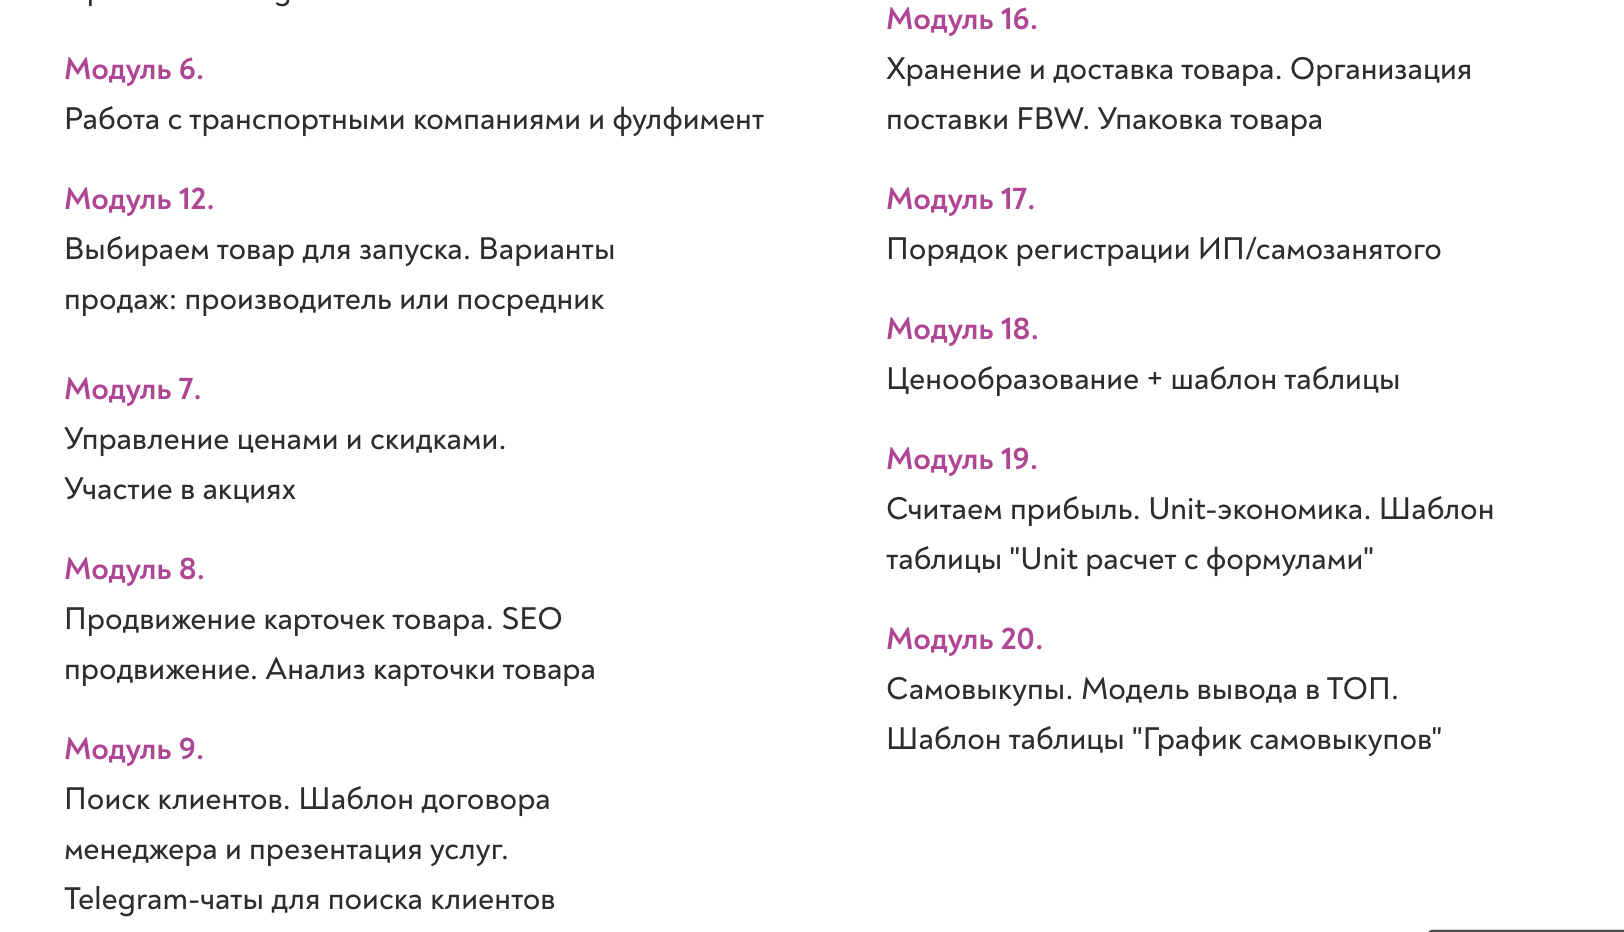 Модуль 6.
Работа с транспортными компаниями и фулфимент
Модуль 12.
Выбираем товар для запуска. Варианты
продаж: производитель или посредник
Модуль 7.
Управление ценами и скидками.
Участие в акциях
Модуль 8.
Продвижение карточек товара. SEO
продвижение. Анализ карточки товара
Модуль 9.
Поиск клиентов. Шаблон договора
менеджера и презентация услуг.
Telegram-чаты для поиска клиентов
Модуль 16.
Хранение и доставка товара. Организация
поставки FBW. Упаковка товара
Модуль 17.
Порядок регистрации ИП/самозанятого
Модуль 18.
Ценообразование + шаблон таблицы
Модуль 19.
Считаем прибыль. Unit-экономика. Шаблон
таблицы "Unit расчет с формулами"
Модуль 20.
Самовыкупы. Модель вывода в ТОП.
Шаблон таблицы "График самовыкупов"